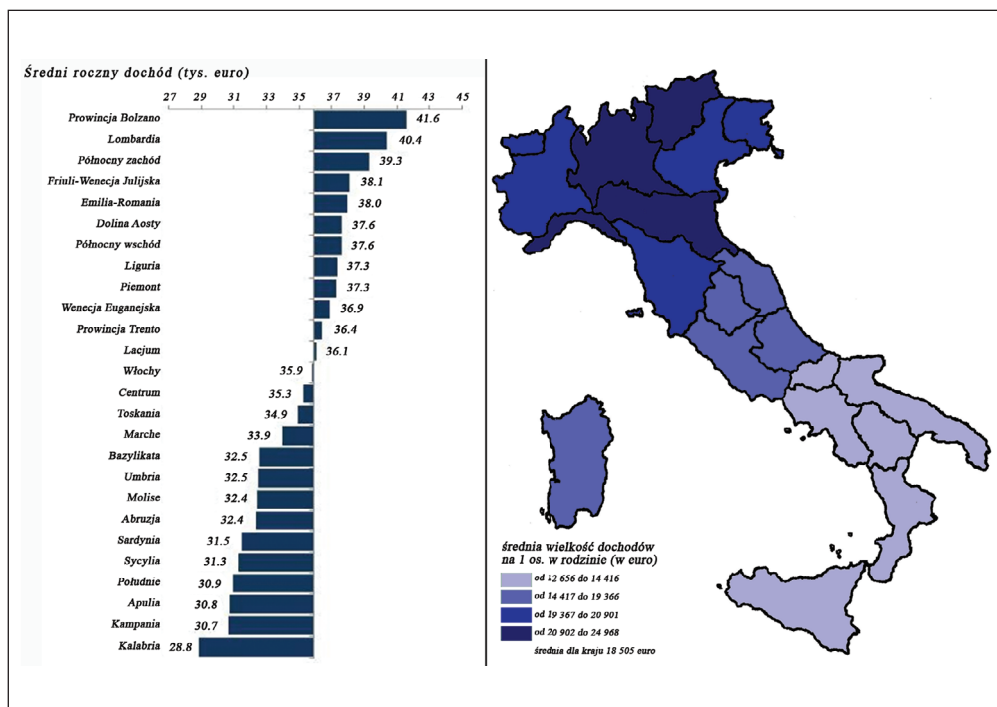 Średni roczny dochód (tys. euro)
27 29 31 33 35 37 39 41 43 45
Prowincja Bolzano 41.6
Lombardia 40.4
Północny zachód 39.3
Friuli-Wenecja Julijska 38.1
Emilia-Romania 38.0
Dolina Aosty 37.6
Północny wschód 37.6
Liguria 37.3
Piemont 37.3
Wenecja Euganejska 36.9
Prowincja Trento 36.4
Lacjum 36.1
Włochy 35.9
Centrum 35.3
Toskania 34.9
Marche 33.9
Bazylikata 32.5
Umbria 32.5
Molise 32.4
Abruzja 32.4
Sardynia 31.5
Sycylia 31.3
Południe 30.9
Apulia 30.8
Kampania 30.7
Kalabria 28.8
średnia wielkość dochodów
na 1 os. w rodzinie (w euro)
od 12 656 do 14 416
od 14 417 do 19 366
od 19 367 do 20 901
od 20 902 do 24 968
średnia dla kraju 18 505 euro